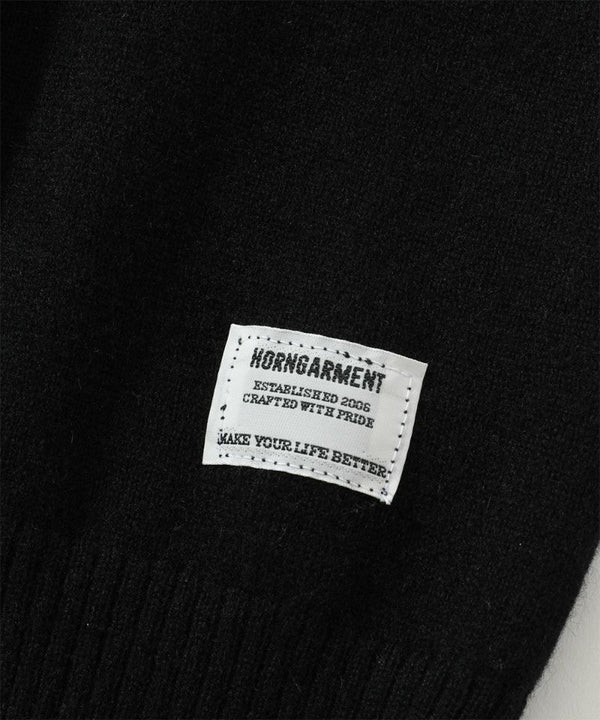 HORNGARMENT
ESTABLISHED 2006
CRAFTED WITH PRIDE
MAKE YOUR LIFE BETTER